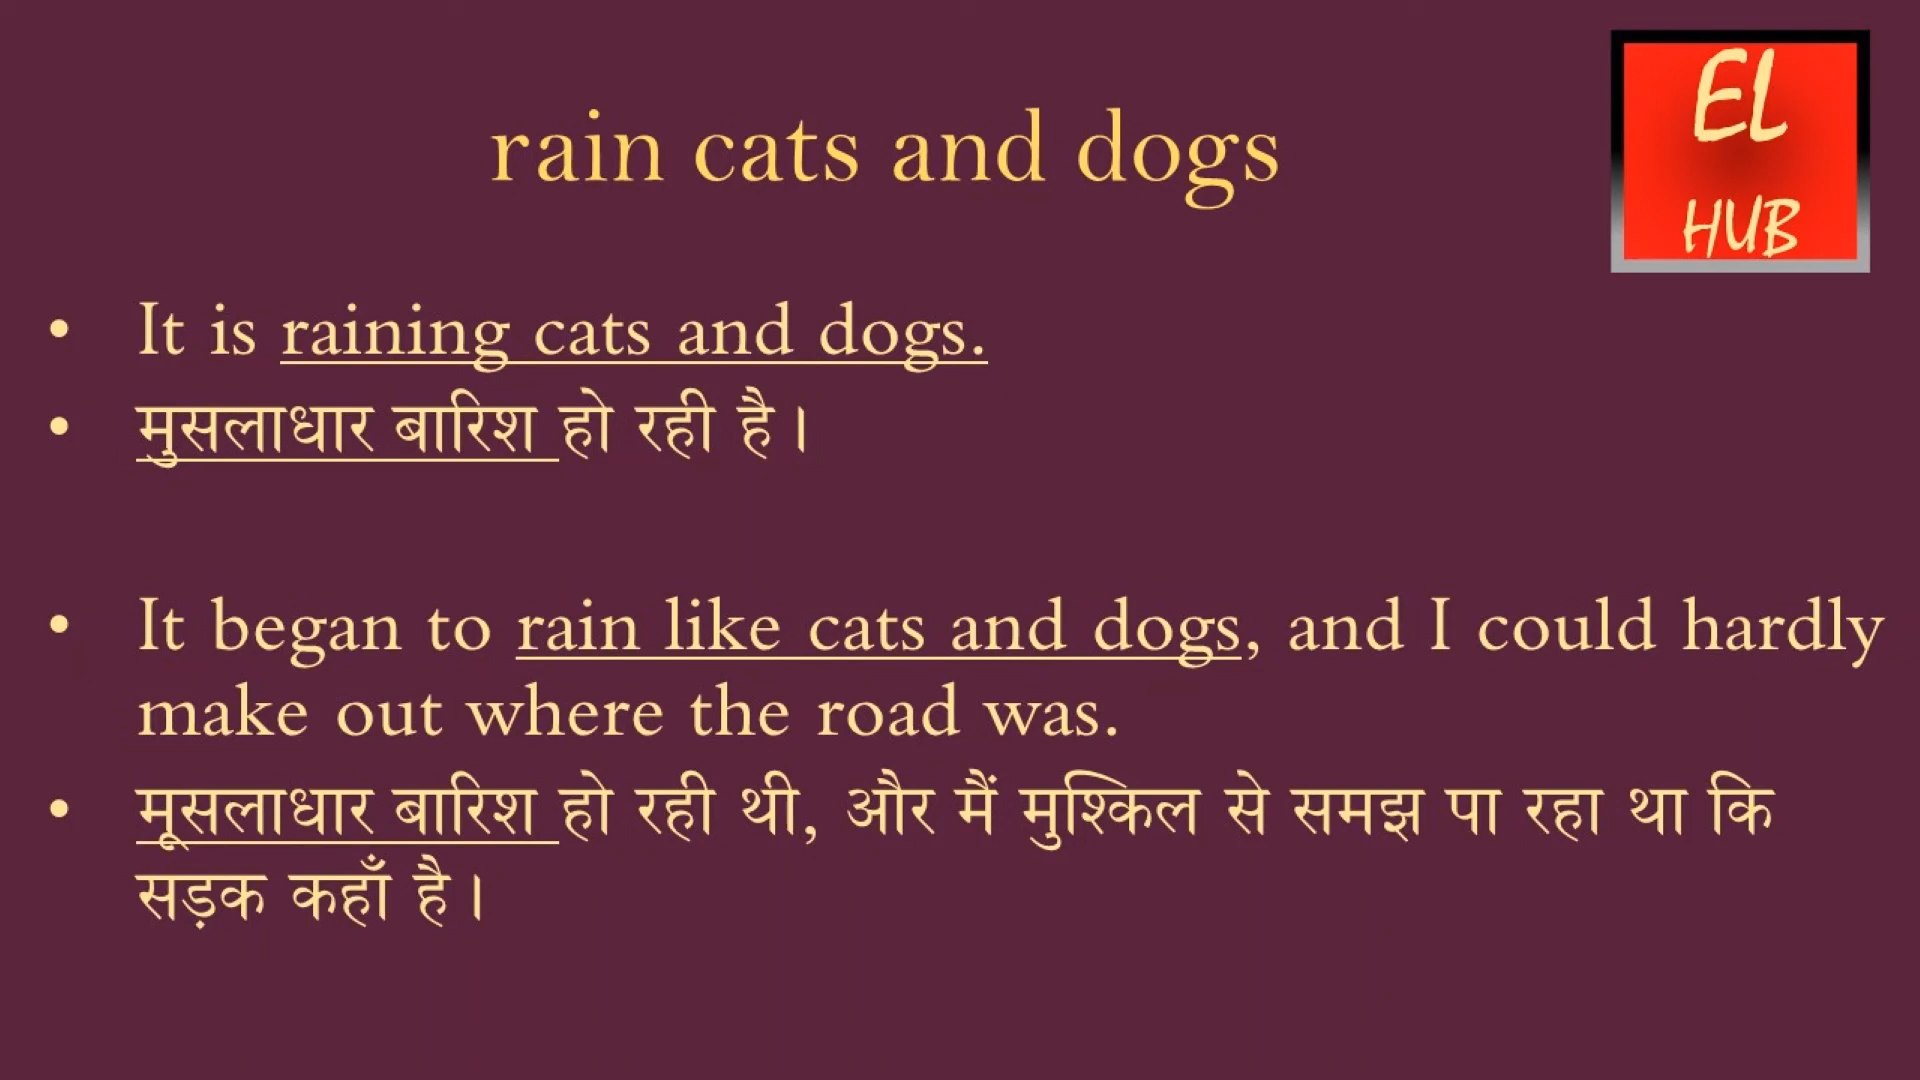 EL
HUB
rain cats and dogs
• It is raining cats and dogs.
• मुसलाधार बारिश हो रही है।
• It began to rain like cats and dogs, and I could hardly
make out where the road was.
• मूसलाधार बारिश हो रही थी, और मैं मुश्किल से समझ पा रहा था कि
सड़क कहाँ है।